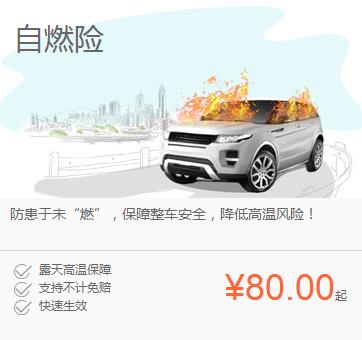 自燃险
防患于未“燃”，保障整车安全，降低高温风险！
露天高温保障
支持不计免赔
快速生效
¥80.00起